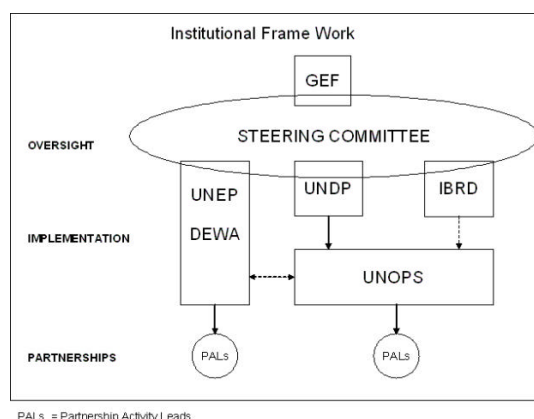 Institutional Frame Work
GEF
STEERING COMMITTEE
OVERSIGHT
UNEP
UNDP
IBRD
DEWA
IMPLEMENTATION
UNOPS
PARTNERSHIPS
PALs
PALs
PALs = Partnership Activity Leads